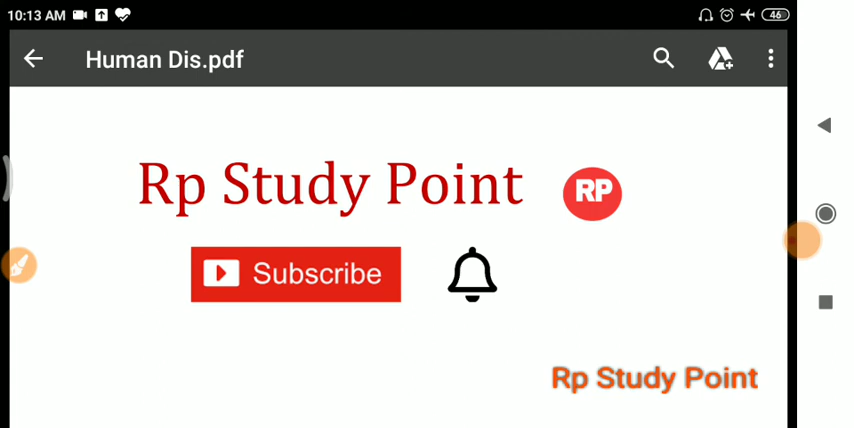 10:13 AM 46
Human Dis.pdf
Rp Study Point RP
Subscribe
Rp Study Point